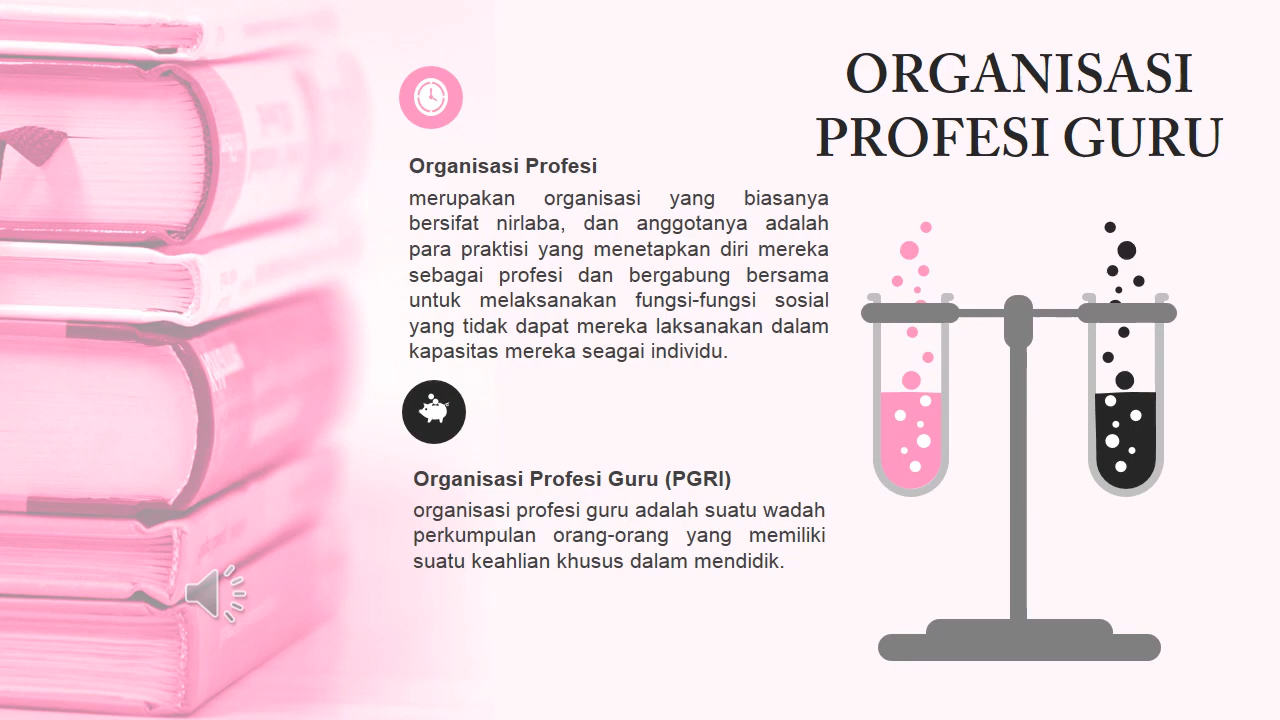 ORGANISASI
PROFESI GURU
Organisasi Profesi
merupakan organisasi yang biasanya
bersifat nirlaba, dan anggotanya adalah
para praktisi yang menetapkan diri mereka
sebagai profesi dan bergabung bersama
untuk melaksanakan fungsi-fungsi sosial
yang tidak dapat mereka laksanakan dalam
kapasitas mereka seagai individu.
Organisasi Profesi Guru (PGRI)
organisasi profesi guru adalah suatu wadah
perkumpulan orang-orang yang memiliki
suatu keahlian khusus dalam mendidik.